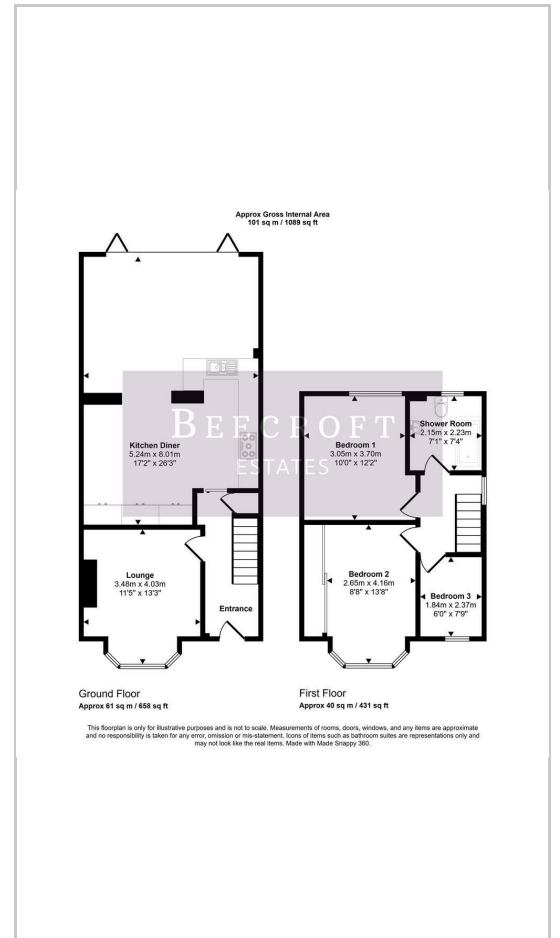 Approx Gross Internal Area
101 sq m / 1089 sq ft
BEECROFT
ESTATES
Kitchen Diner
5.24m x 8.01m
17'2" x 26'3"
Lounge
3.48m x 4.03m
11'5" x 13'3"
Entrance
Ground Floor
Approx 61 sq m / 658 sq ft
Shower Room
2.15m x 2.23m
7'1" x 7'4"
Bedroom 1
3.05m x 3.70m
10'0" x 12'2"
Bedroom 2
2.65m x 4.16m
8'8" x 13'8"
Bedroom 3
1.84m x 2.37m
6'0" x 7'9"
First Floor
Approx 40 sq m / 431 sq ft
This floorplan is only for illustrative purposes and is not to scale. Measurements of rooms, doors, windows, and any items are approximate
and no responsibility is taken for any error, omission or mis-statement. Icons of items such as bathroom suites are representations only and
may not look like the real items. Made with Made Snappy 360.